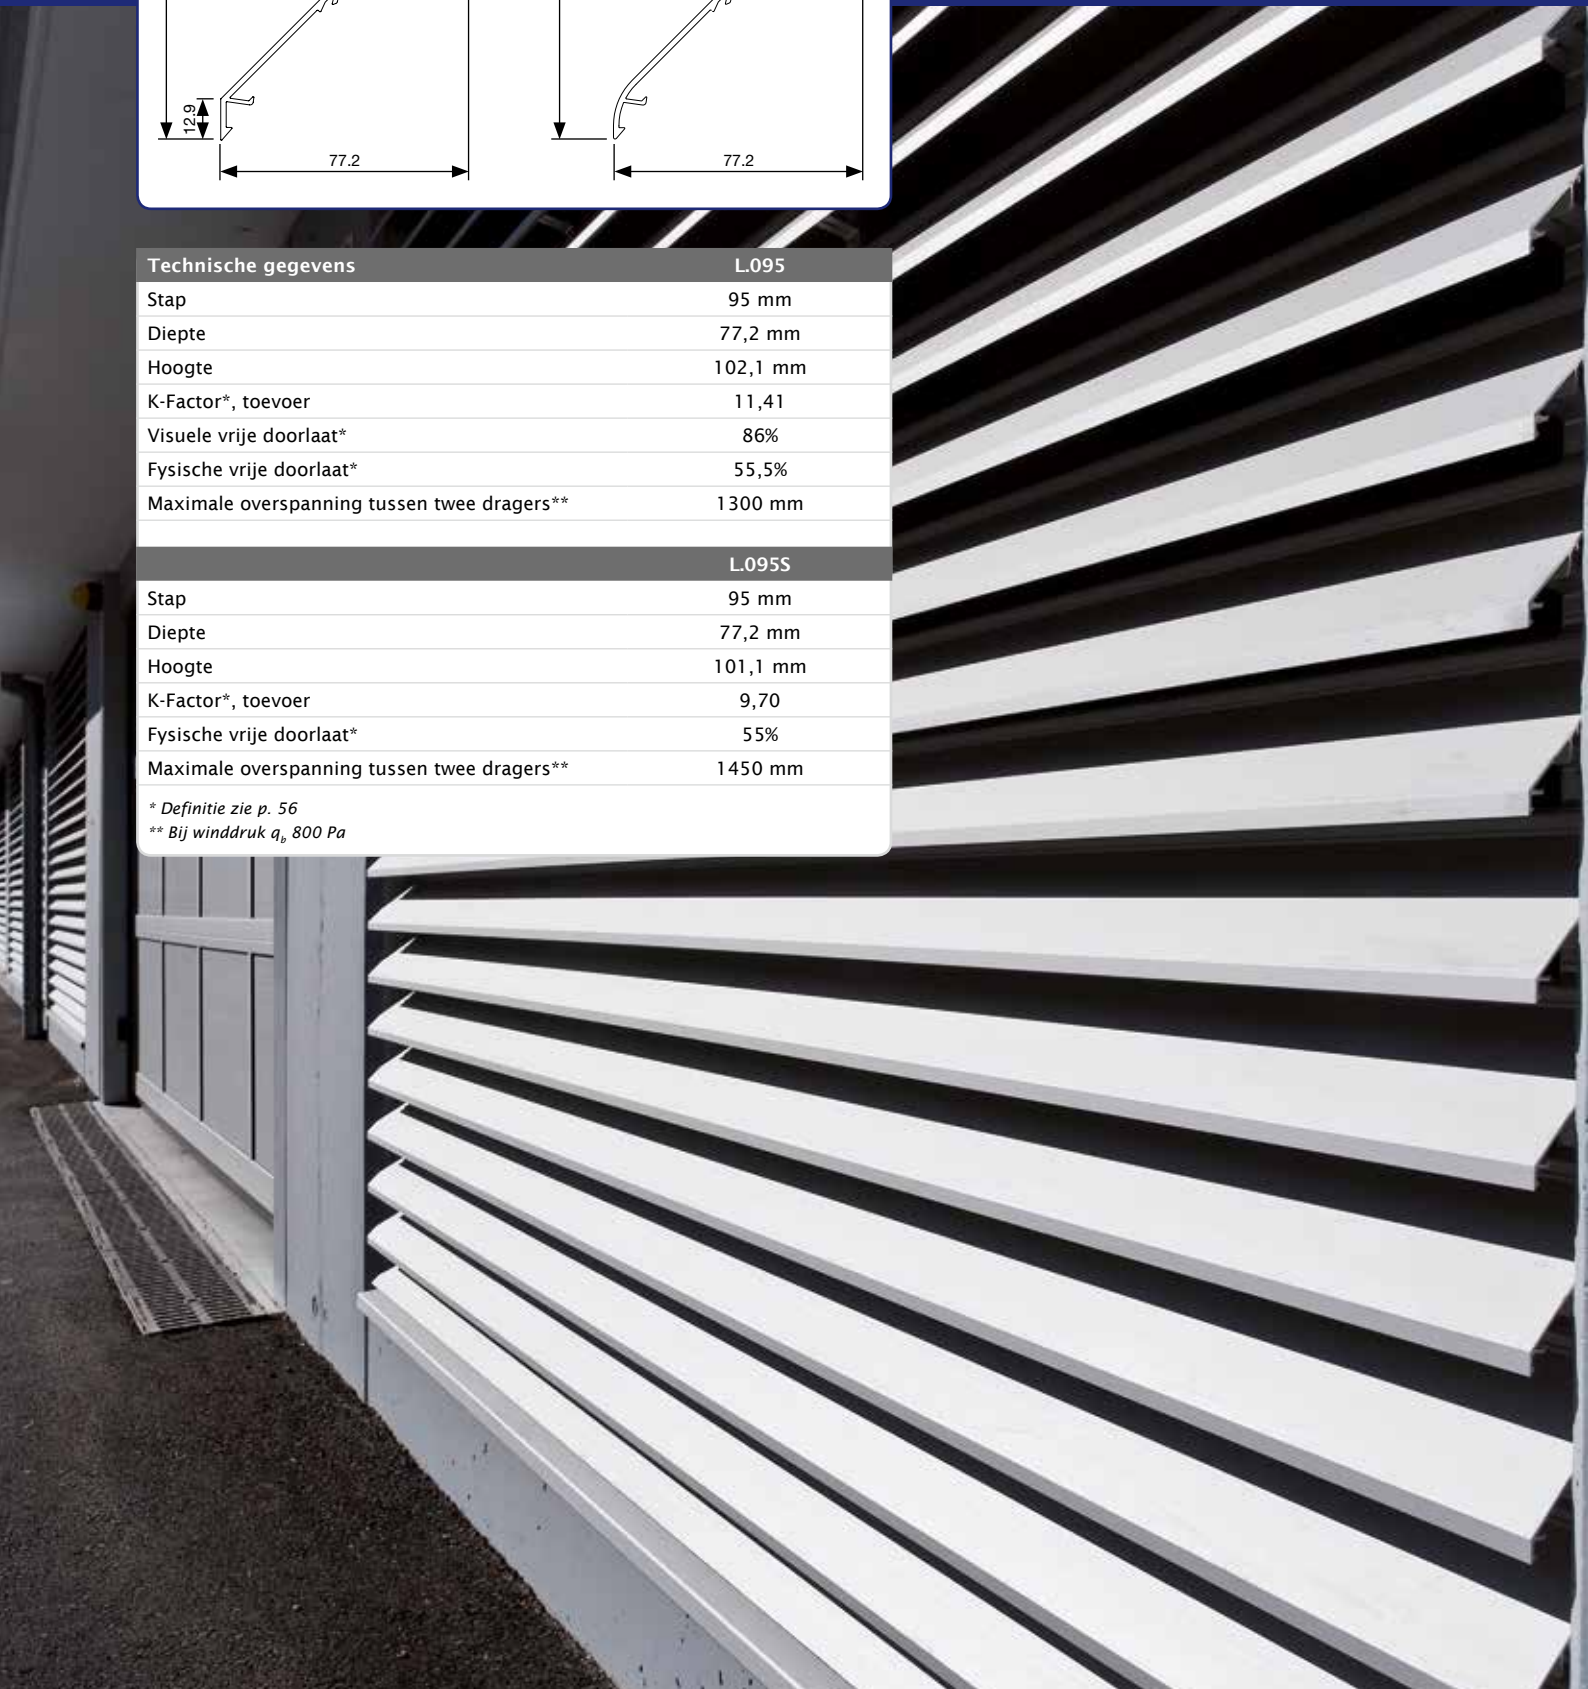 12.9
77.2
77.2
Technische gegevens L.095
Stap 95 mm
Diepte 77,2 mm
Hoogte 102,1 mm
K-Factor*, toevoer 11,41
Visuele vrije doorlaat* 86%
Fysische vrije doorlaat* 55,5%
Maximale overspanning tussen twee dragers** 1300 mm
L.095S
Stap 95 mm
Diepte 77,2 mm
Hoogte 101,1 mm
K-Factor*, toevoer 9,70
Fysische vrije doorlaat* 55%
Maximale overspanning tussen twee dragers** 1450 mm
* Definitie zie p. 56
** Bij winddruk qb 800 Pa